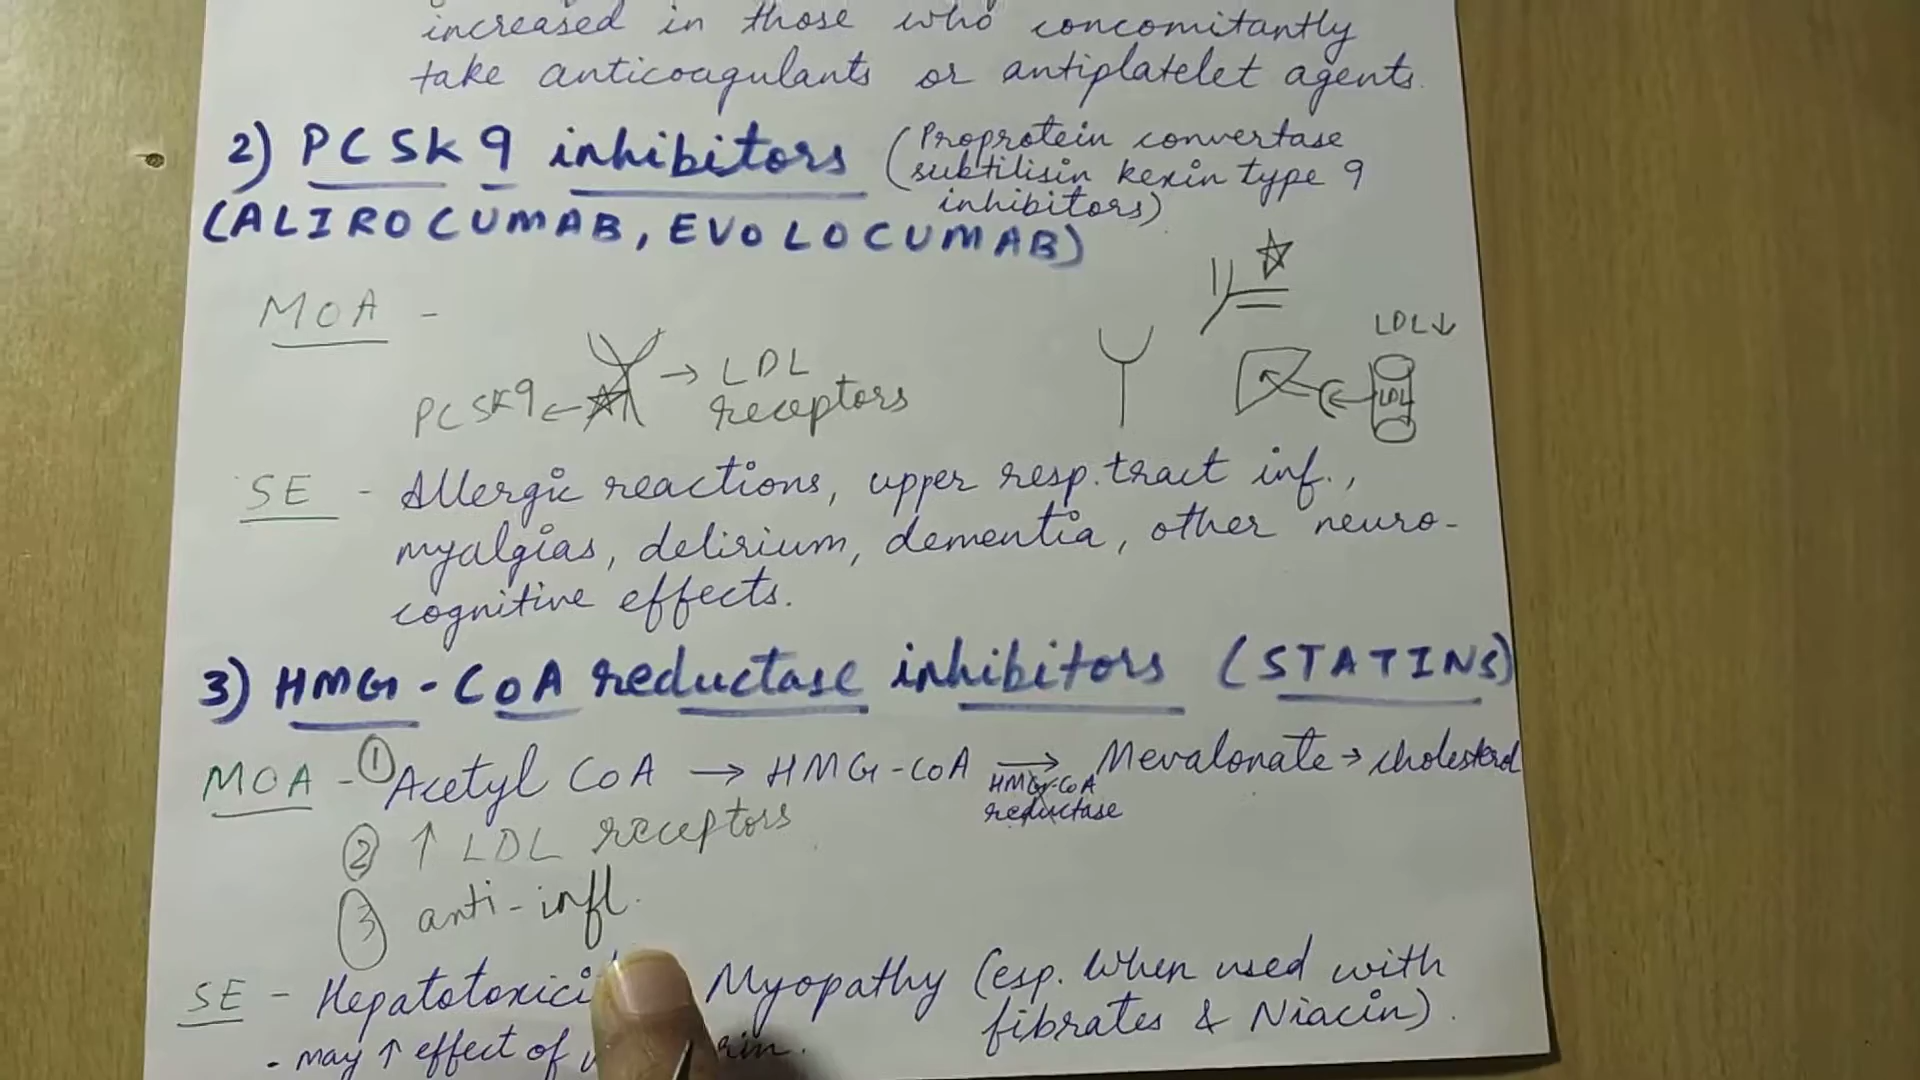 increased in those who concomitantly
take anticoagulants or antiplatelet agents.
2) PCSK9 inhibitors (Proprotein convertase
subtilisin kexin type 9
inhibitors)
(ALIROCUMAB, EVOLOCUMAB)
MOA -
LDL↓
PCSK9 ← → LDL
receptors
LDL
SE - Allergic reactions, upper resp. tract inf.,
myalgias, delirium, dementia, other neuro-
cognitive effects.
3) HMG-CoA reductase inhibitors (STATINS)
MOA - ① Acetyl CoA → HMG-CoA → Mevalonate → cholesterol
HMG-CoA
reductase
② ↑ LDL receptors
③ anti-infl.
SE - Myopathy (esp. when used with
fibrates & Niacin).
- may ↑ effect of